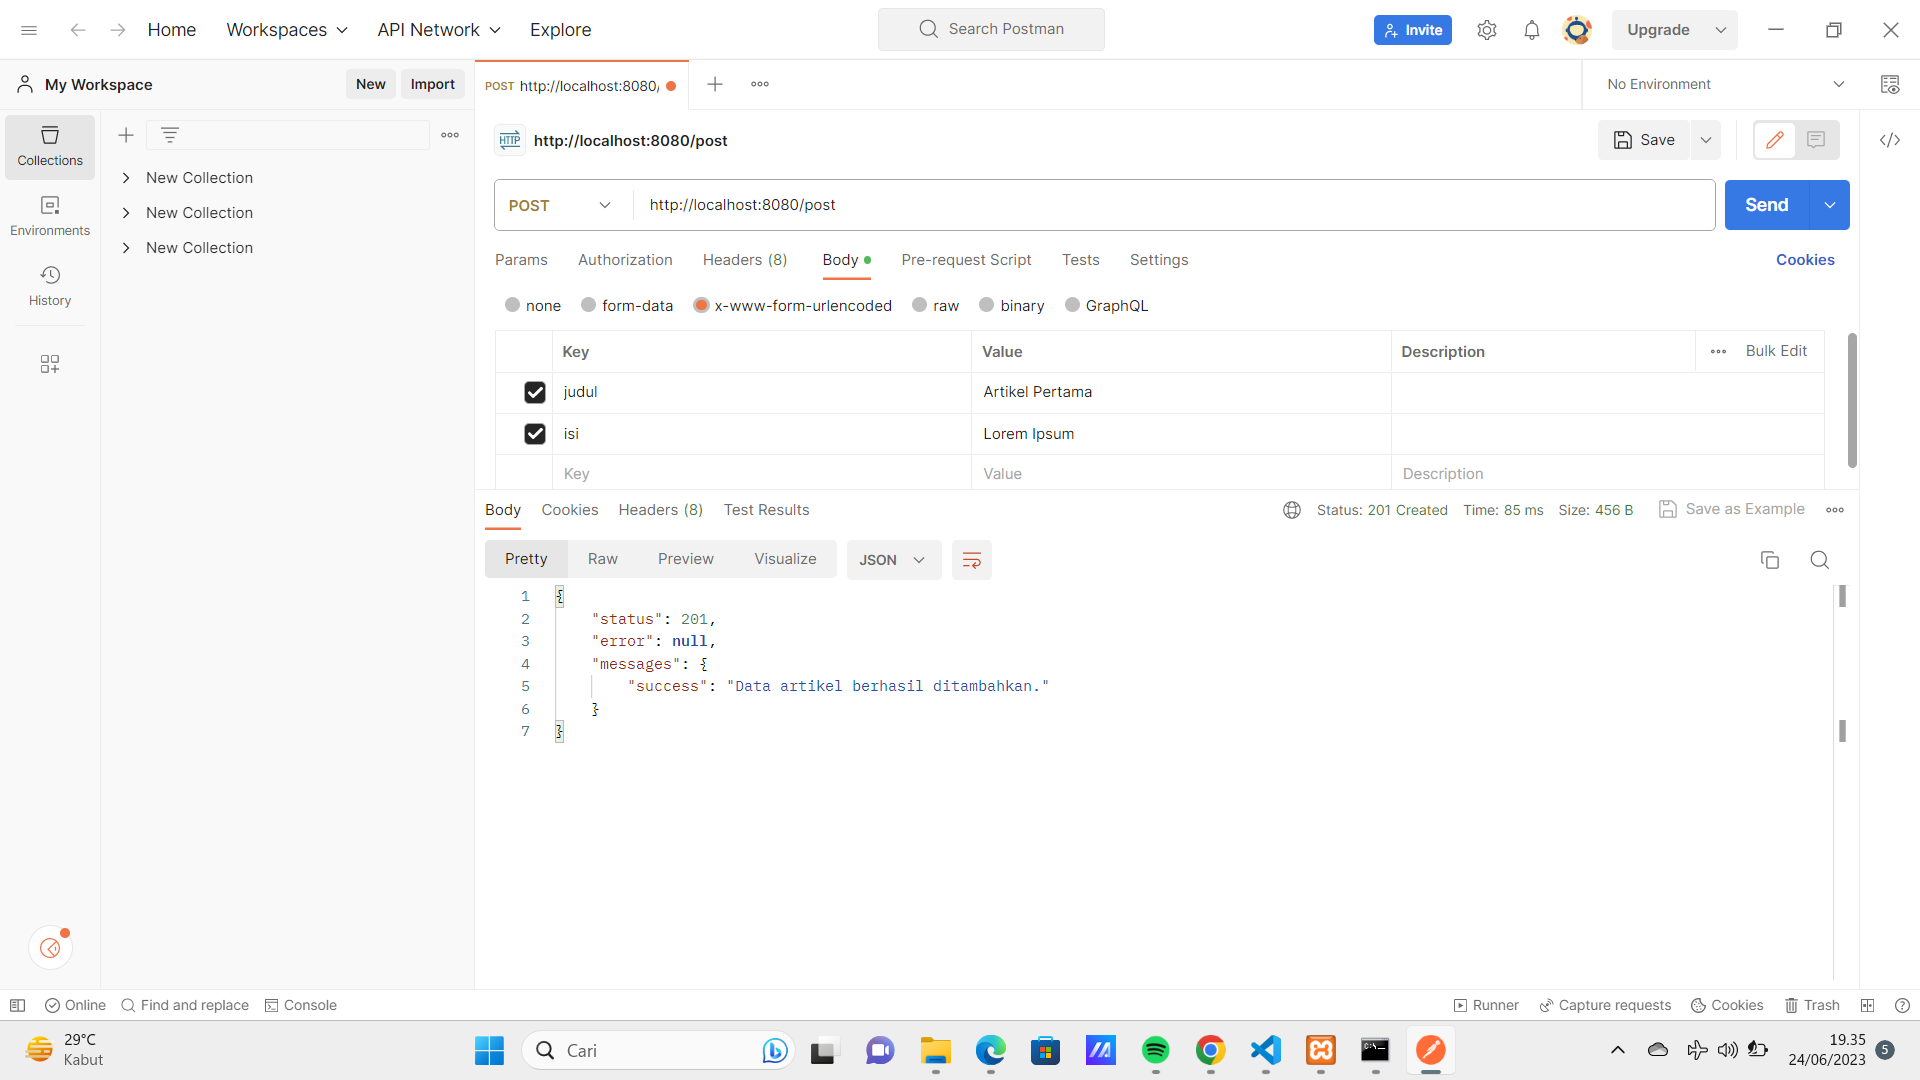 Home
Workspaces
API Network
Explore
Search Postman
Invite
Upgrade
My Workspace
New
Import
POST http://localhost:8080/
No Environment
Collections
Environments
History
New Collection
New Collection
New Collection
HTTP
http://localhost:8080/post
Save
POST
http://localhost:8080/post
Send
Params
Authorization
Headers (8)
Body
Pre-request Script
Tests
Settings
Cookies
none
form-data
x-www-form-urlencoded
raw
binary
GraphQL
Key
Value
Description
Bulk Edit
judul
Artikel Pertama
isi
Lorem Ipsum
Key
Value
Description
Body
Cookies
Headers (8)
Test Results
Status: 201 Created
Time: 85 ms
Size: 456 B
Save as Example
Pretty
Raw
Preview
Visualize
JSON
1 {
2 "status": 201,
3 "error": null,
4 "messages": {
5 "success": "Data artikel berhasil ditambahkan."
6 }
7 }
Online
Find and replace
Console
Runner
Capture requests
Cookies
Trash
29°C
Kabut
Cari
19.35
24/06/2023
5